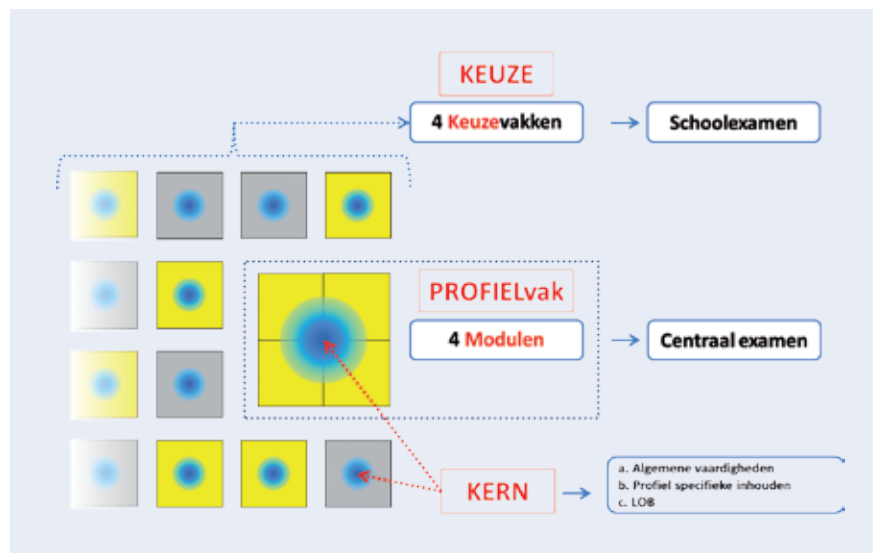 KEUZE
4 Keuzevakken
Schoolexamen
PROFIELvak
4 Modulen
Centraal examen
KERN
a. Algemene vaardigheden
b. Profiel specifieke inhouden
c. LOB